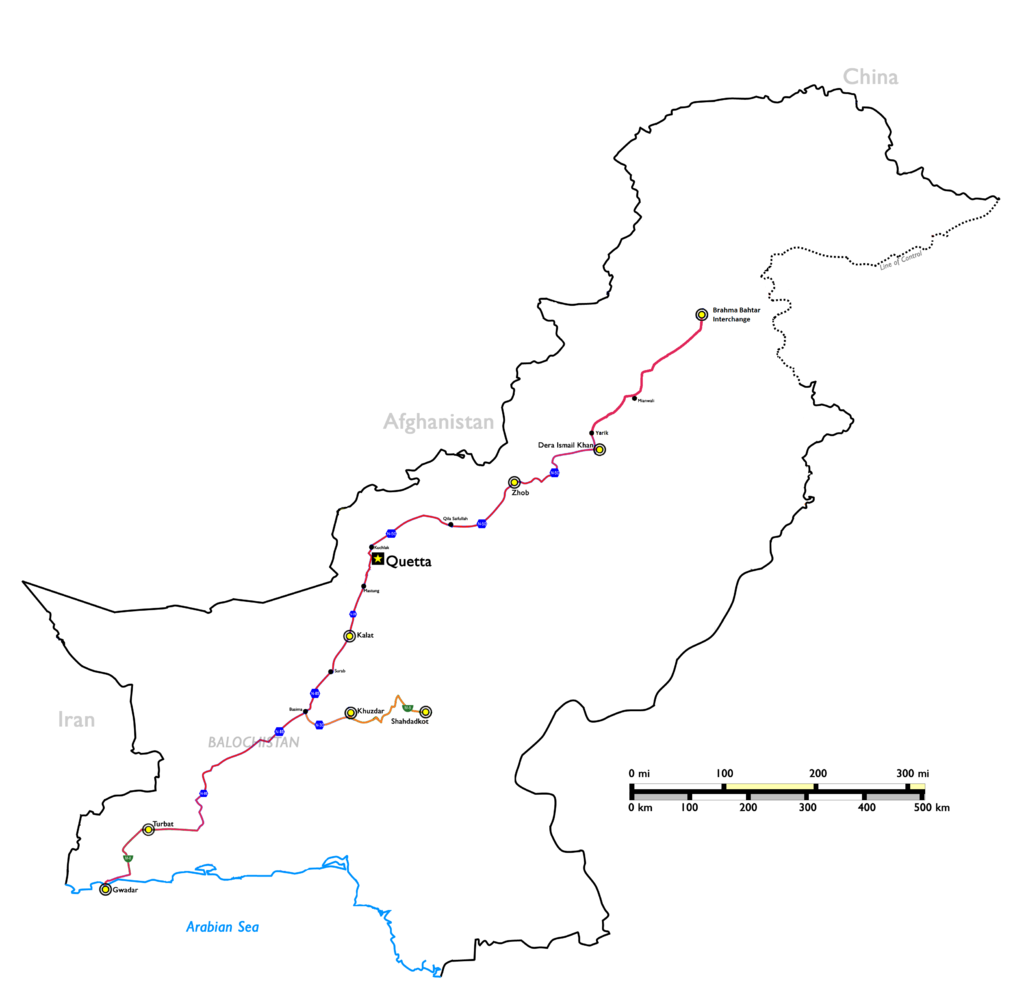 China
Line of Control
Brahma Bahtar
Interchange
Mianwali
Afghanistan
Yarik
Dera Ismail Khan
Zhob
Qila Saifullah
Kuchlak
Quetta
Mastung
Kalat
Surab
Iran
Basima
Khuzdar
Shahdadkot
BALOCHISTAN
0 mi 100 200 300 mi
0 km 100 200 300 400 500 km
Turbat
Gwadar
Arabian Sea